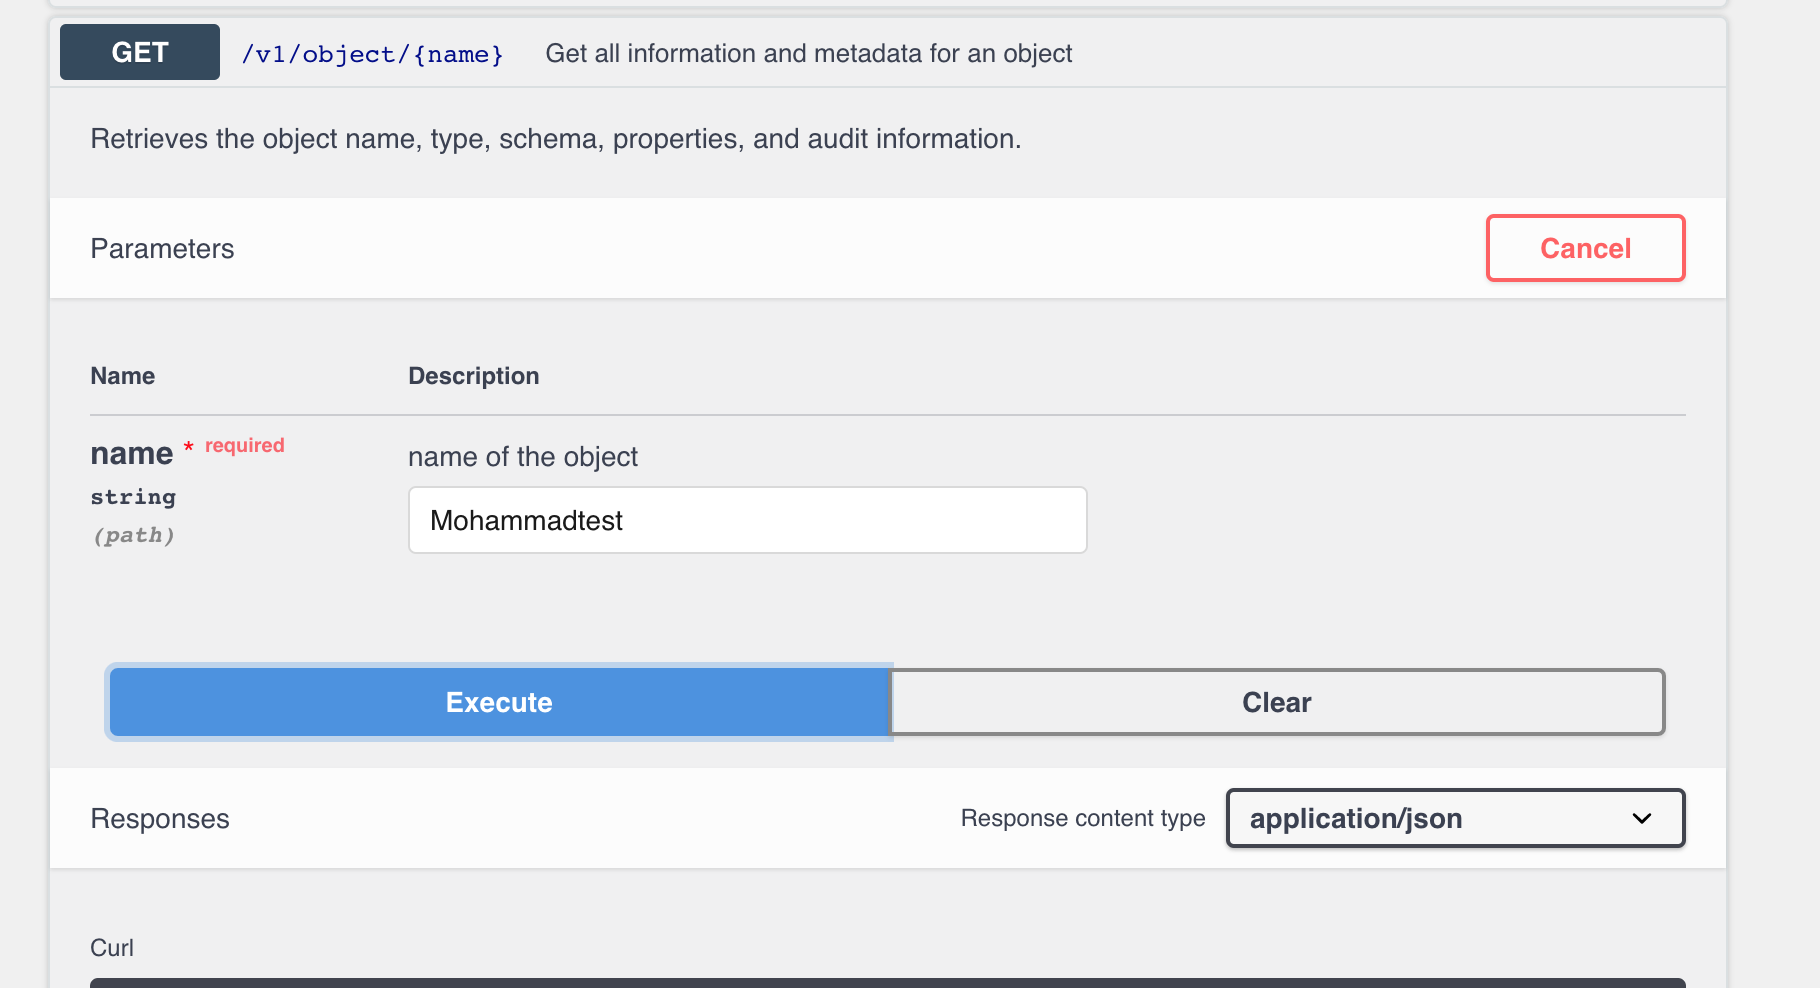 GET /v1/object/{name} Get all information and metadata for an object
Retrieves the object name, type, schema, properties, and audit information.
Parameters Cancel
Name Description
name * required
name of the object
string
(path)
Mohammadtest
Execute Clear
Responses Response content type application/json
Curl